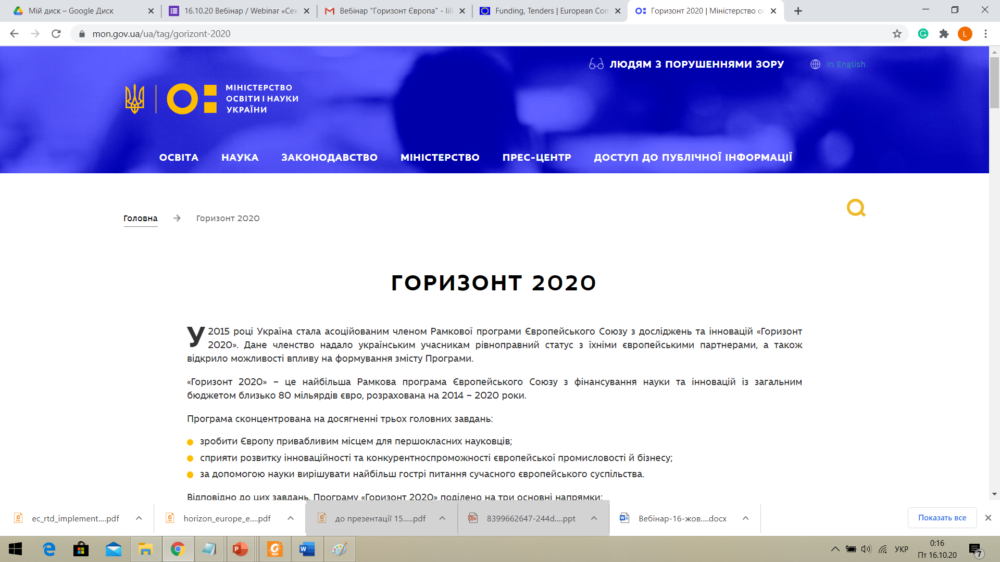 Мій диск – Google Диск
16.10.20 Вебінар / Webinar «Сек
Вебінар "Горизонт Європа" - lilk
Funding, Tenders | European Com
Горизонт 2020 | Міністерство ос
mon.gov.ua/ua/tag/gorizont-2020
L
ЛЮДЯМ З ПОРУШЕННЯМИ ЗОРУ
in English
МІНІСТЕРСТВО
ОСВІТИ І НАУКИ
УКРАЇНИ
ОСВІТА НАУКА ЗАКОНОДАВСТВО МІНІСТЕРСТВО ПРЕС-ЦЕНТР ДОСТУП ДО ПУБЛІЧНОЇ ІНФОРМАЦІЇ
Головна → Горизонт 2020
ГОРИЗОНТ 2020
У 2015 році Україна стала асоційованим членом Рамкової програми Європейського Союзу з досліджень та інновацій «Горизонт
2020». Дане членство надало українським учасникам рівноправний статус з їхніми європейськими партнерами, а також
відкрило можливості впливу на формування змісту Програми.
«Горизонт 2020» – це найбільша Рамкова програма Європейського Союзу з фінансування науки та інновацій із загальним
бюджетом близько 80 мільярдів євро, розрахована на 2014 – 2020 роки.
Програма сконцентрована на досягненні трьох головних завдань:
зробити Європу привабливим місцем для першокласних науковців;
сприяти розвитку інноваційності та конкурентноспроможності європейської промисловості й бізнесу;
за допомогою науки вирішувати найбільш гострі питання сучасного європейського суспільства.
Відповідно до цих завдань, Програму «Горизонт 2020» поділено на три основні напрямки:
ec_rtd_implement....pdf
horizon_europe_e....pdf
до презентації 15.....pdf
8399662647-244d....ppt
Вебінар-16-жов....docx
Показать все
УКР
0:16
Пт 16.10.20
7